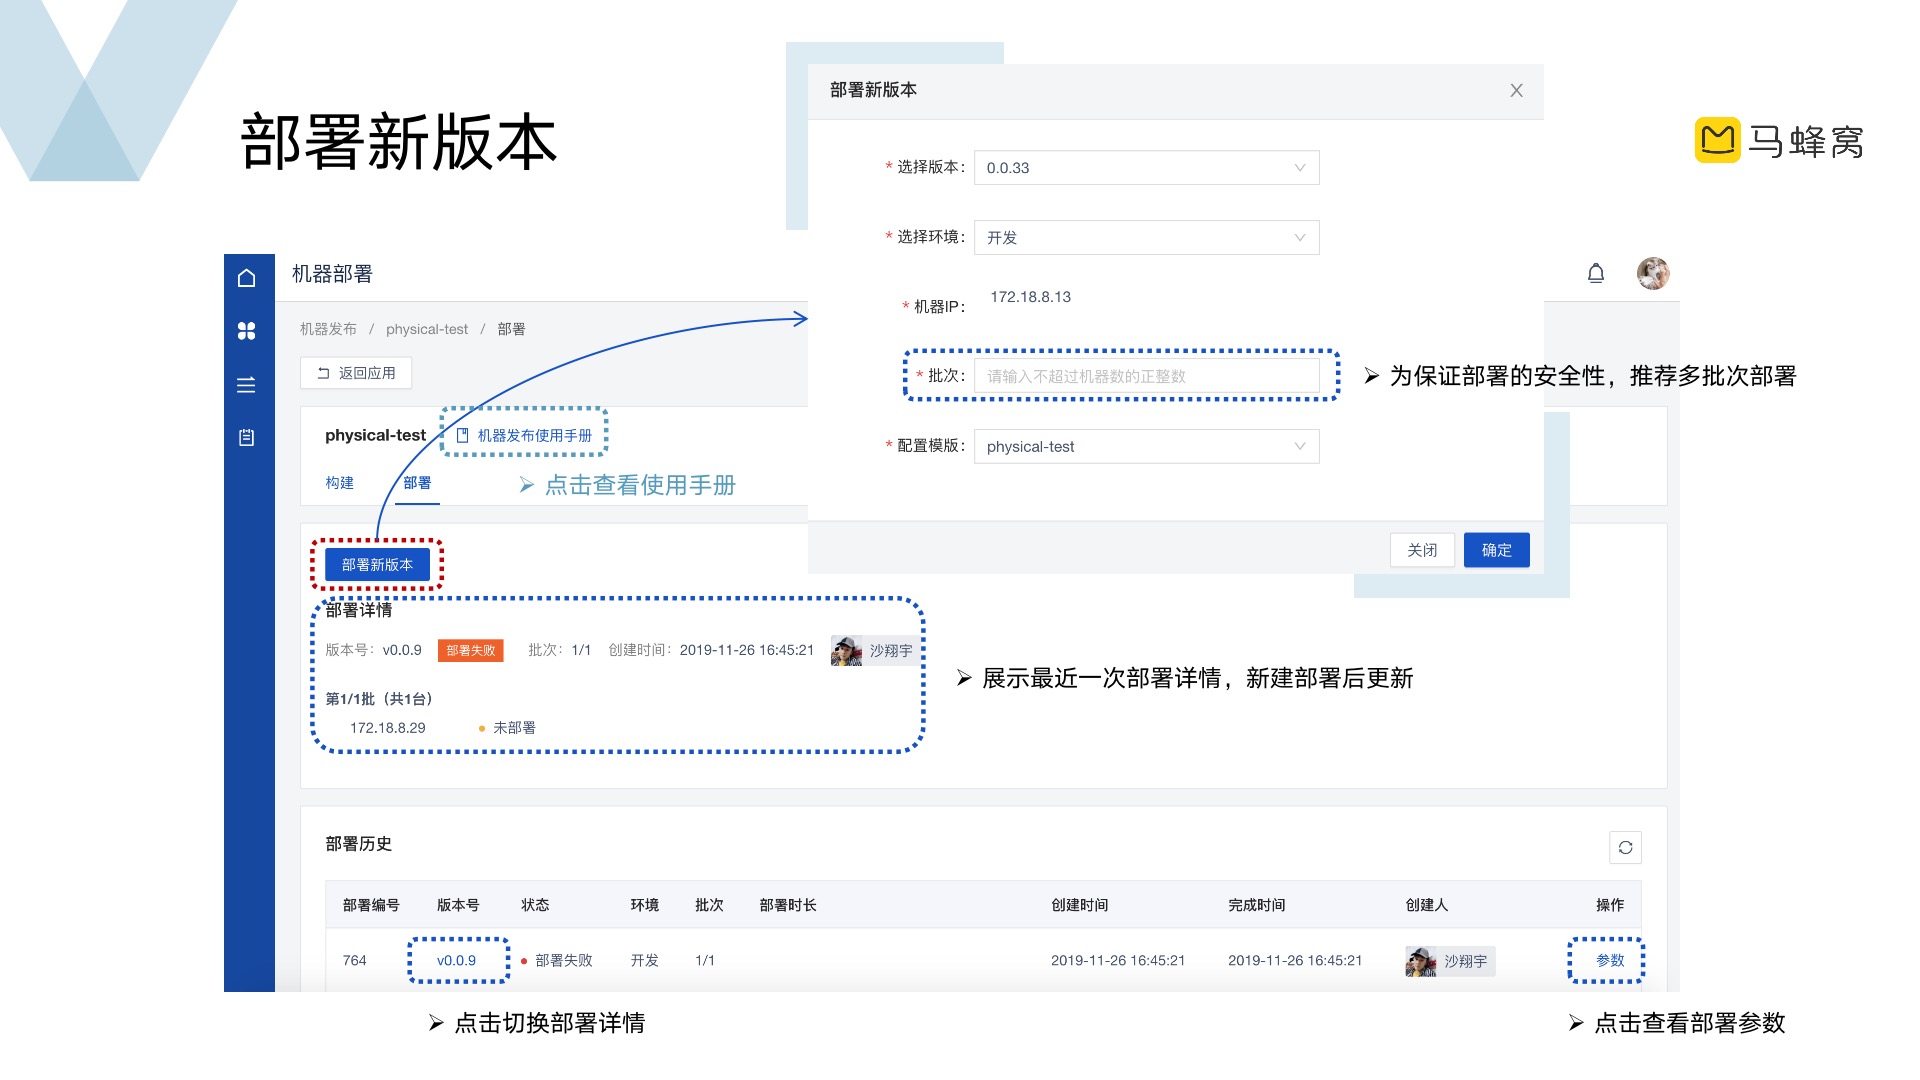 部署新版本
马蜂窝
部署新版本
* 选择版本： 0.0.33
* 选择环境： 开发
* 机器IP： 172.18.8.13
* 批次： 请输入不超过机器数的正整数
➢ 为保证部署的安全性，推荐多批次部署
* 配置模版： physical-test
关闭 确定
机器部署
机器发布 / physical-test / 部署
返回应用
physical-test 机器发布使用手册
构建 部署
➢ 点击查看使用手册
部署新版本
部署详情
版本号： v0.0.9 部署失败 批次： 1/1 创建时间： 2019-11-26 16:45:21 沙翔宇
第1/1批（共1台）
172.18.8.29 未部署
➢ 展示最近一次部署详情，新建部署后更新
部署历史
部署编号 版本号 状态 环境 批次 部署时长 创建时间 完成时间 创建人 操作
764 v0.0.9 部署失败 开发 1/1 2019-11-26 16:45:21 2019-11-26 16:45:21 沙翔宇 参数
➢ 点击切换部署详情
➢ 点击查看部署参数